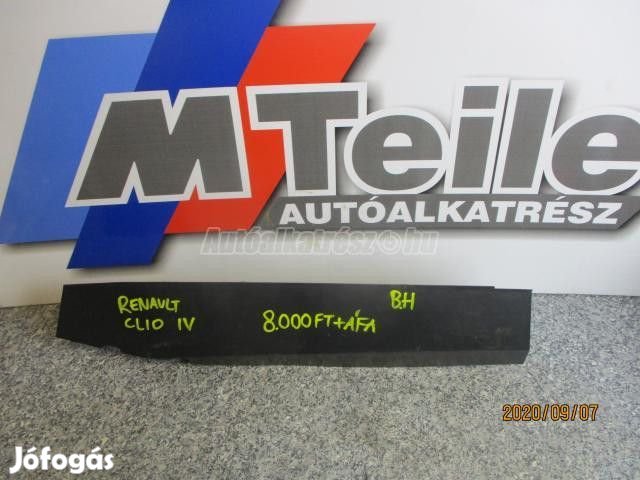 MTeile
AUTÓALKATRÉSZ
Autóalkatrész.hu
RENAULT
CLIO IV
8.000FT+ÁFA
B.H
2020/09/07
Jófogás